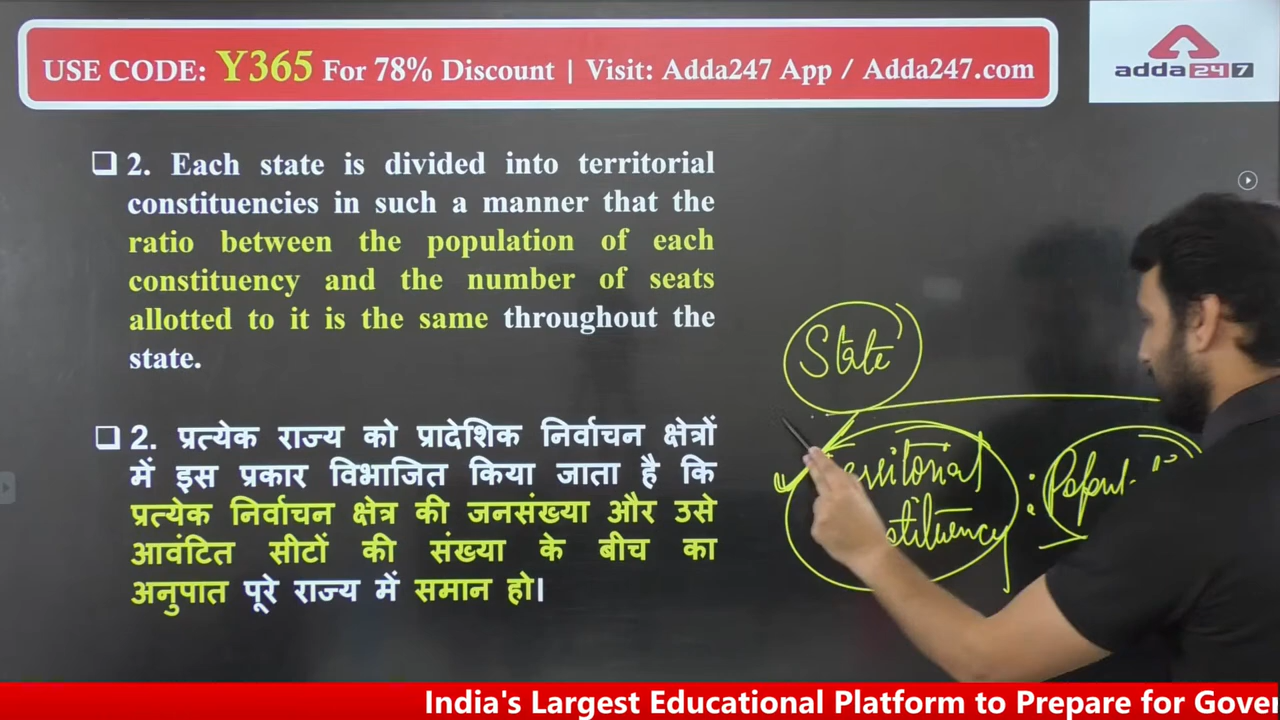 USE CODE: Y365 For 78% Discount | Visit: Adda247 App / Adda247.com
adda247
2. Each state is divided into territorial
constituencies in such a manner that the
ratio between the population of each
constituency and the number of seats
allotted to it is the same throughout the
state.
2. प्रत्येक राज्य को प्रादेशिक निर्वाचन क्षेत्रों
में इस प्रकार विभाजित किया जाता है कि
प्रत्येक निर्वाचन क्षेत्र की जनसंख्या और उसे
आवंटित सीटों की संख्या के बीच का
अनुपात पूरे राज्य में समान हो।
State
India's Largest Educational Platform to Prepare for Gover